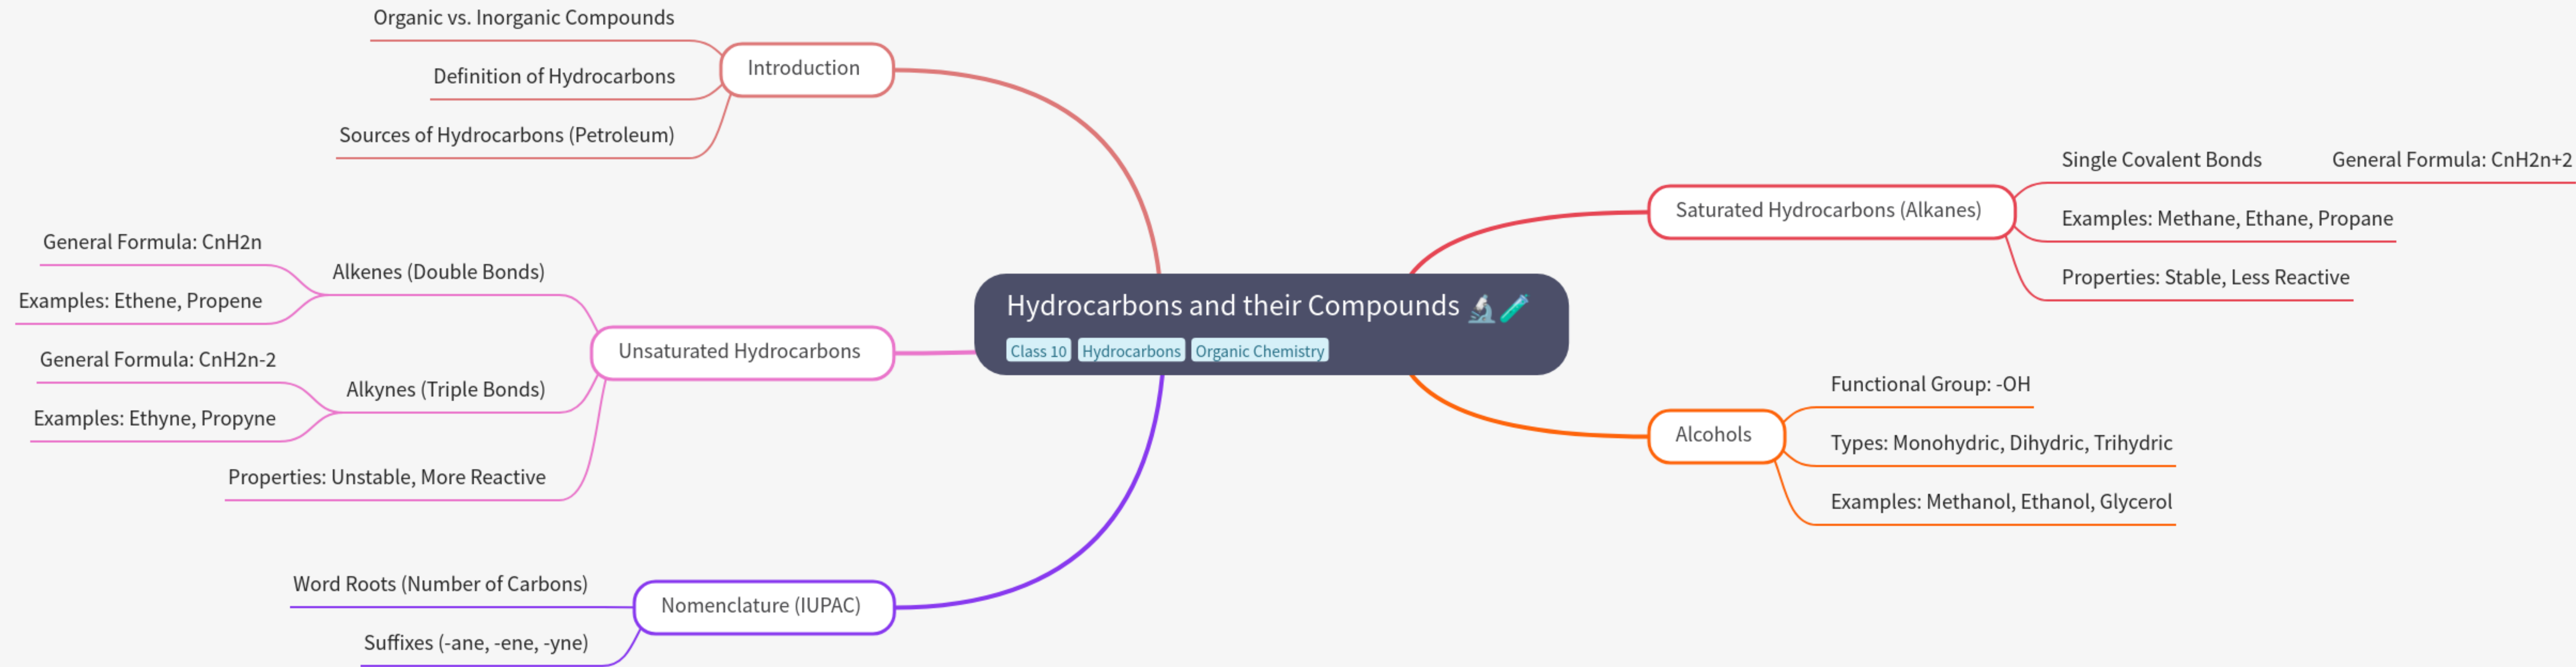 Hydrocarbons and their Compounds 🔬🧪
Class 10 Hydrocarbons Organic Chemistry
Introduction
Organic vs. Inorganic Compounds
Definition of Hydrocarbons
Sources of Hydrocarbons (Petroleum)
Saturated Hydrocarbons (Alkanes)
Single Covalent Bonds
General Formula: CnH2n+2
Examples: Methane, Ethane, Propane
Properties: Stable, Less Reactive
Unsaturated Hydrocarbons
Alkenes (Double Bonds)
General Formula: CnH2n
Examples: Ethene, Propene
Alkynes (Triple Bonds)
General Formula: CnH2n-2
Examples: Ethyne, Propyne
Properties: Unstable, More Reactive
Alcohols
Functional Group: -OH
Types: Monohydric, Dihydric, Trihydric
Examples: Methanol, Ethanol, Glycerol
Nomenclature (IUPAC)
Word Roots (Number of Carbons)
Suffixes (-ane, -ene, -yne)